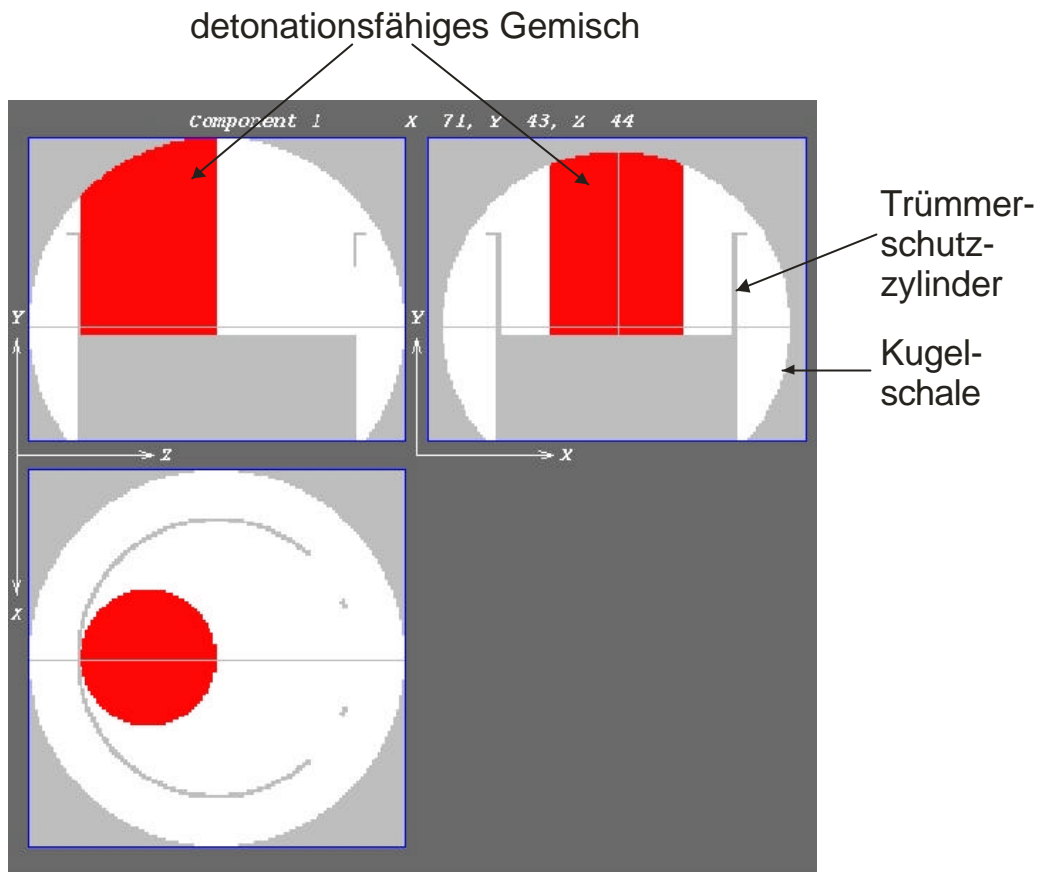 detonationsfähiges Gemisch
Component 1 X 71, Y 43, Z 44
Trümmer-
schutz-
zylinder
Y
Y
Kugel-
schale
Z
X
X